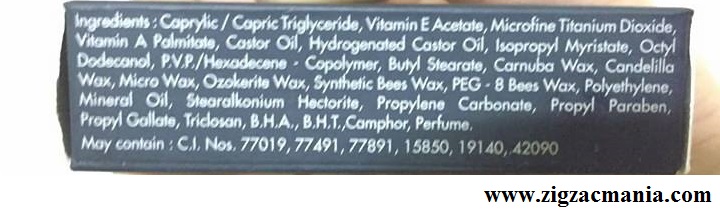 Ingredients : Caprylic / Capric Triglyceride, Vitamin E Acetate, Microfine Titanium Dioxide,
Vitamin A Palmitate, Castor Oil, Hydrogenated Castor Oil, Isopropyl Myristate, Octyl
Dodecanol, P.V.P./Hexadecene - Copolymer, Butyl Stearate, Carnuba Wax, Candelilla
Wax, Micro Wax, Ozokerite Wax, Synthetic Bees Wax, PEG - 8 Bees Wax, Polyethylene,
Mineral Oil, Stearalkonium Hectorite, Propylene Carbonate, Propyl Paraben,
Propyl Gallate, Triclosan, B.H.A., B.H.T.,Camphor, Perfume.
May contain : C.I. Nos. 77019, 77491, 77891, 15850, 19140, 42090
www.zigzacmania.com